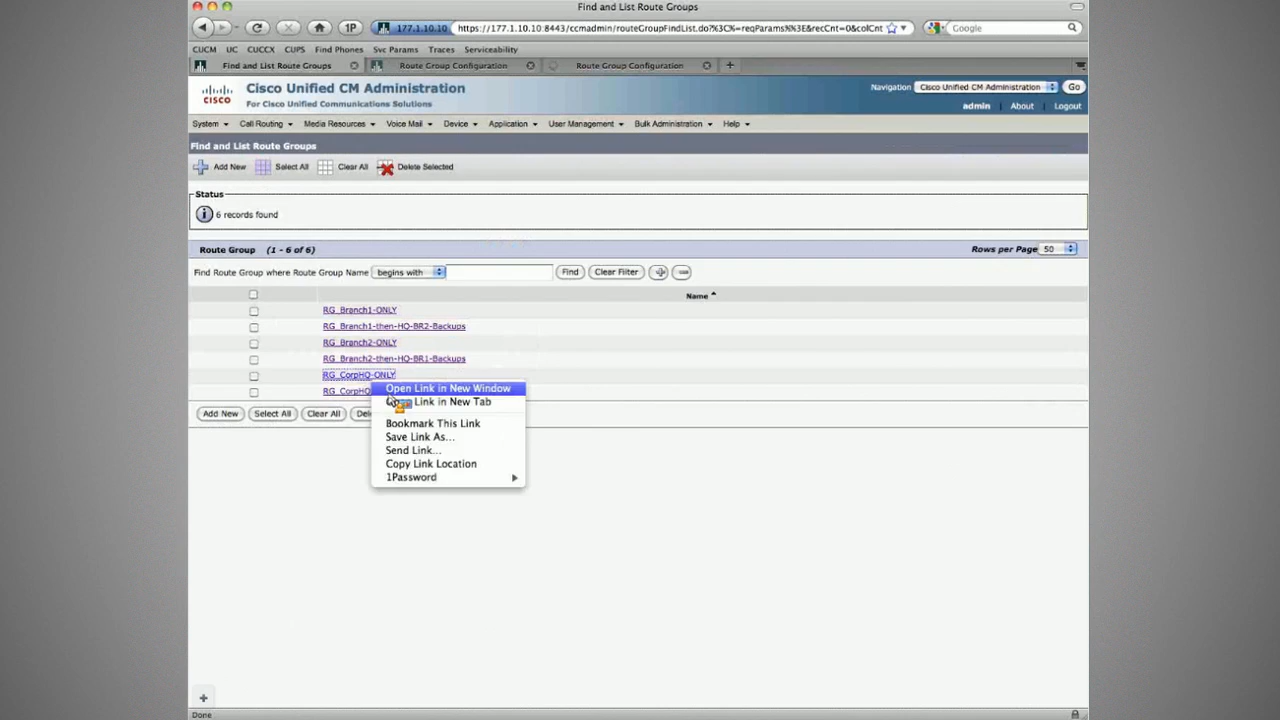 Find and List Route Groups
1P
177.1.10.10
https://177.1.10.10:8443/ccmadmin/routeGroupFindList.do?%3C%=reqParams%%3E&recCnt=0&colCnt
Google
CUCM UC CUCCX CUPS Find Phones Svc Params Traces Serviceability
Find and List Route Groups
Route Group Configuration
Route Group Configuration
Cisco Unified CM Administration
For Cisco Unified Communications Solutions
CISCO
Navigation Cisco Unified CM Administration Go
admin About Logout
System Call Routing Media Resources Voice Mail Device Application User Management Bulk Administration Help
Find and List Route Groups
Add New Select All Clear All Delete Selected
Status
6 records found
Route Group (1 - 6 of 6)
Rows per Page 50
Find Route Group where Route Group Name begins with Find Clear Filter
Name
RG_Branch1-ONLY
RG_Branch1-then-HQ-BR2-Backups
RG_Branch2-ONLY
RG_Branch2-then-HQ-BR1-Backups
RG_CorpHQ-ONLY
RG_CorpHQ
Open Link in New Window
Link in New Tab
Bookmark This Link
Save Link As...
Send Link...
Copy Link Location
1Password
Add New Select All Clear All Del
Done